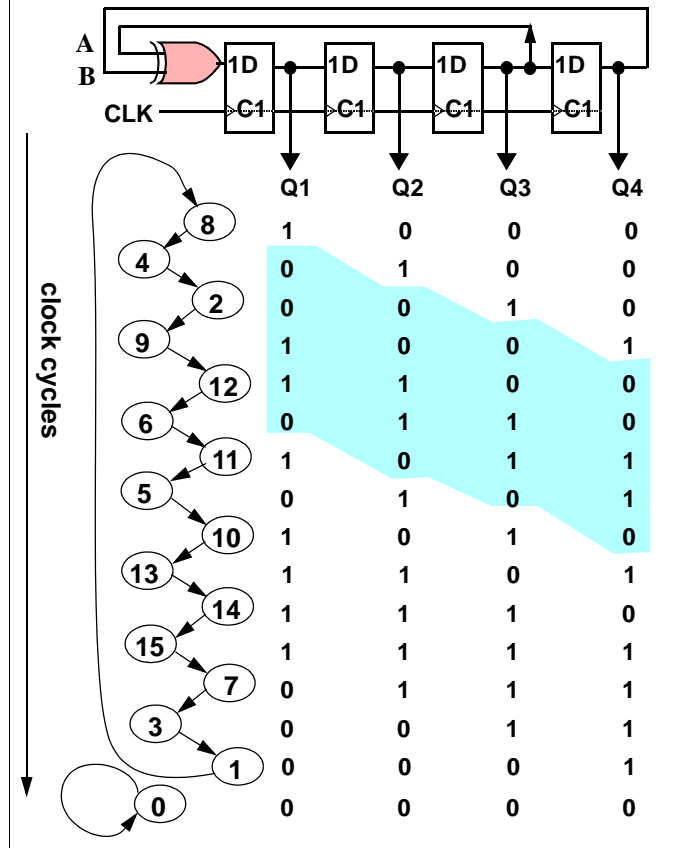 A
B
1D 1D 1D 1D
CLK C1 C1 C1 C1
Q1 Q2 Q3 Q4
clock cycles
8 1 0 0 0
4 0 1 0 0
2 0 0 1 0
9 1 0 0 1
12 1 1 0 0
6 0 1 1 0
11 1 0 1 1
5 0 1 0 1
10 1 0 1 0
13 1 1 0 1
14 1 1 1 0
15 1 1 1 1
7 0 1 1 1
3 0 0 1 1
1 0 0 0 1
0 0 0 0 0